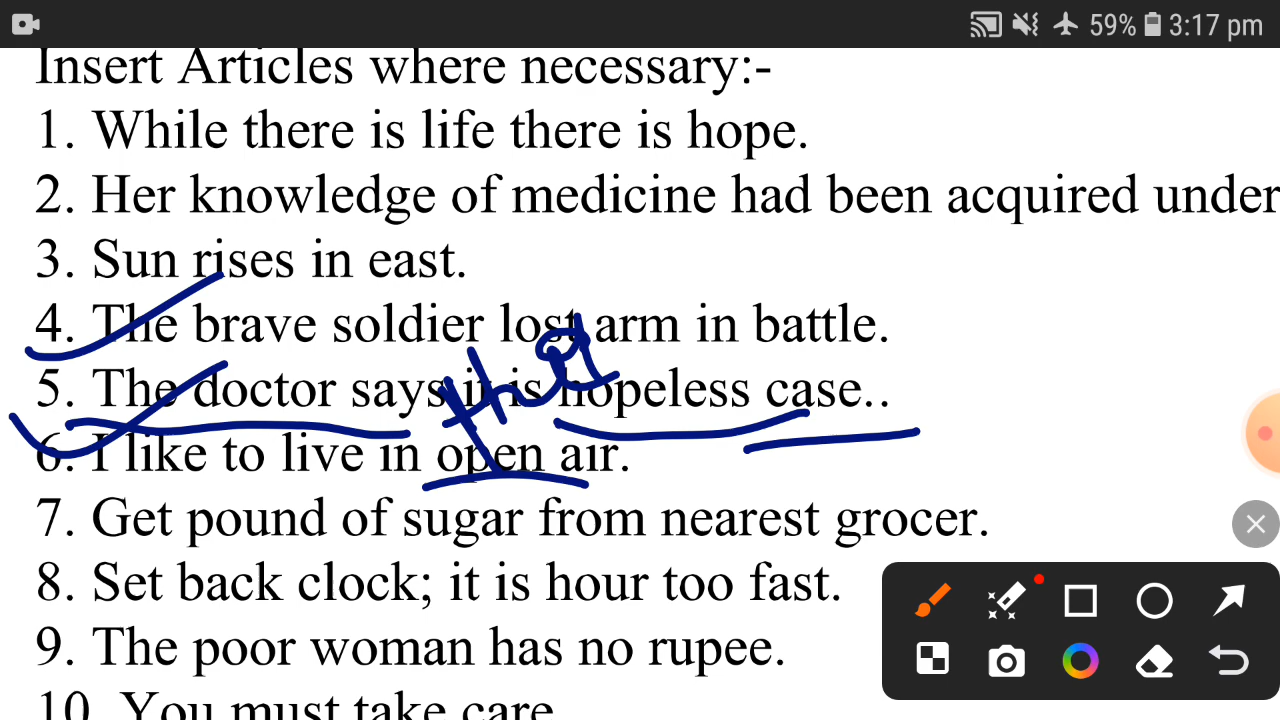 59% 3:17 pm
Insert Articles where necessary:-
1. While there is life there is hope.
2. Her knowledge of medicine had been acquired under
3. Sun rises in east.
4. The brave soldier lost arm in battle.
5. The doctor says it is hopeless case..
6. I like to live in open air.
7. Get pound of sugar from nearest grocer.
8. Set back clock; it is hour too fast.
9. The poor woman has no rupee.
10. You must take care